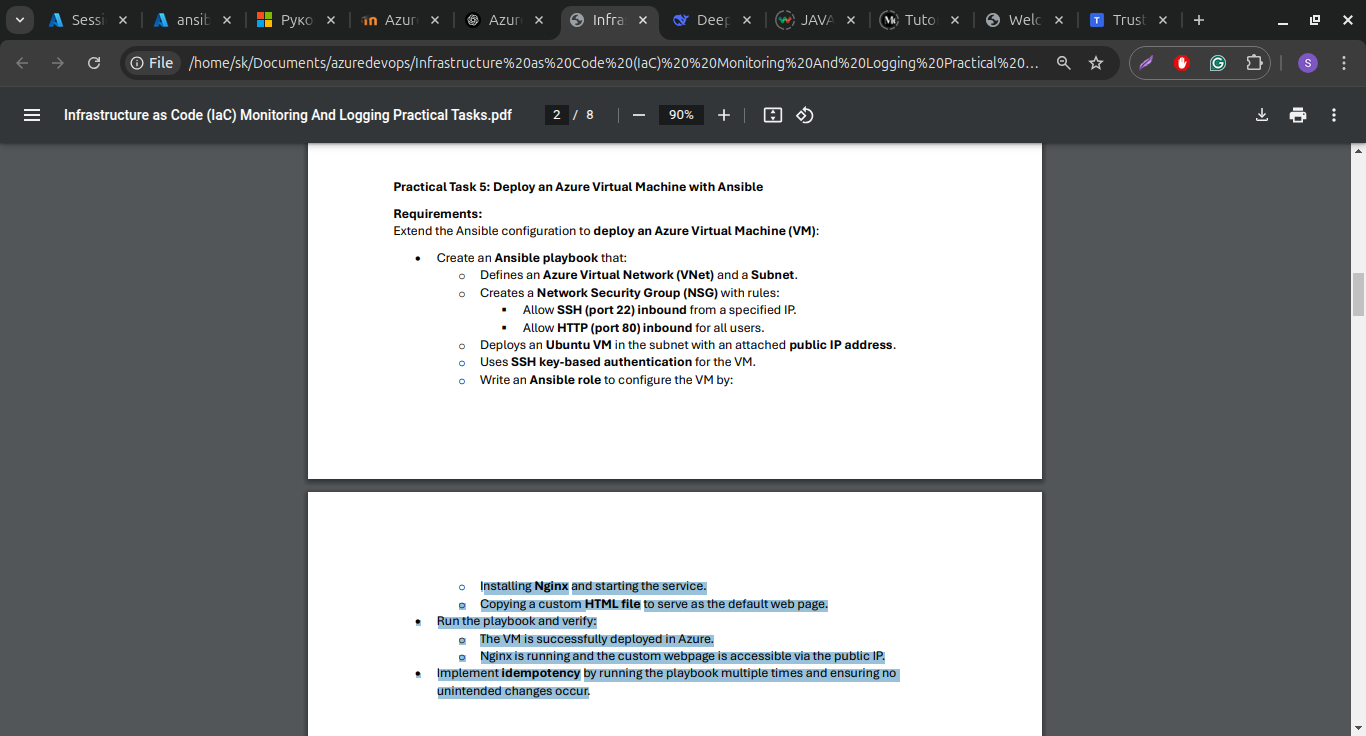 Sessi
ansib
Руко
Azur
Azur
Infra
Deep
JAVA
Tuto
Welc
Trust
File
/home/sk/Documents/azuredevops/Infrastructure%20as%20Code%20(IaC)%20%20Monitoring%20And%20Logging%20Practical%20...
S
Infrastructure as Code (IaC) Monitoring And Logging Practical Tasks.pdf
2 / 8
90%
Practical Task 5: Deploy an Azure Virtual Machine with Ansible
Requirements:
Extend the Ansible configuration to deploy an Azure Virtual Machine (VM):
• Create an Ansible playbook that:
o Defines an Azure Virtual Network (VNet) and a Subnet.
o Creates a Network Security Group (NSG) with rules:
▪ Allow SSH (port 22) inbound from a specified IP.
▪ Allow HTTP (port 80) inbound for all users.
o Deploys an Ubuntu VM in the subnet with an attached public IP address.
o Uses SSH key-based authentication for the VM.
o Write an Ansible role to configure the VM by:
o Installing Nginx and starting the service.
o Copying a custom HTML file to serve as the default web page.
• Run the playbook and verify:
o The VM is successfully deployed in Azure.
o Nginx is running and the custom webpage is accessible via the public IP.
• Implement idempotency by running the playbook multiple times and ensuring no
unintended changes occur.